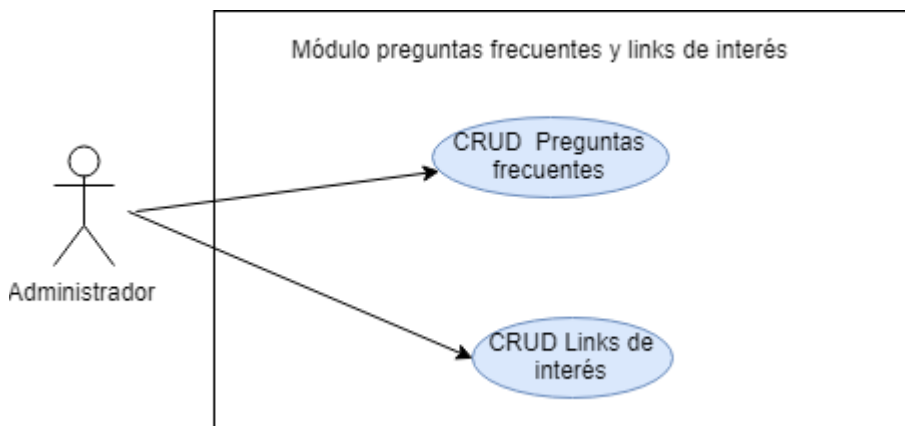 Módulo preguntas frecuentes y links de interés
CRUD Preguntas
frecuentes
Administrador
CRUD Links de
interés